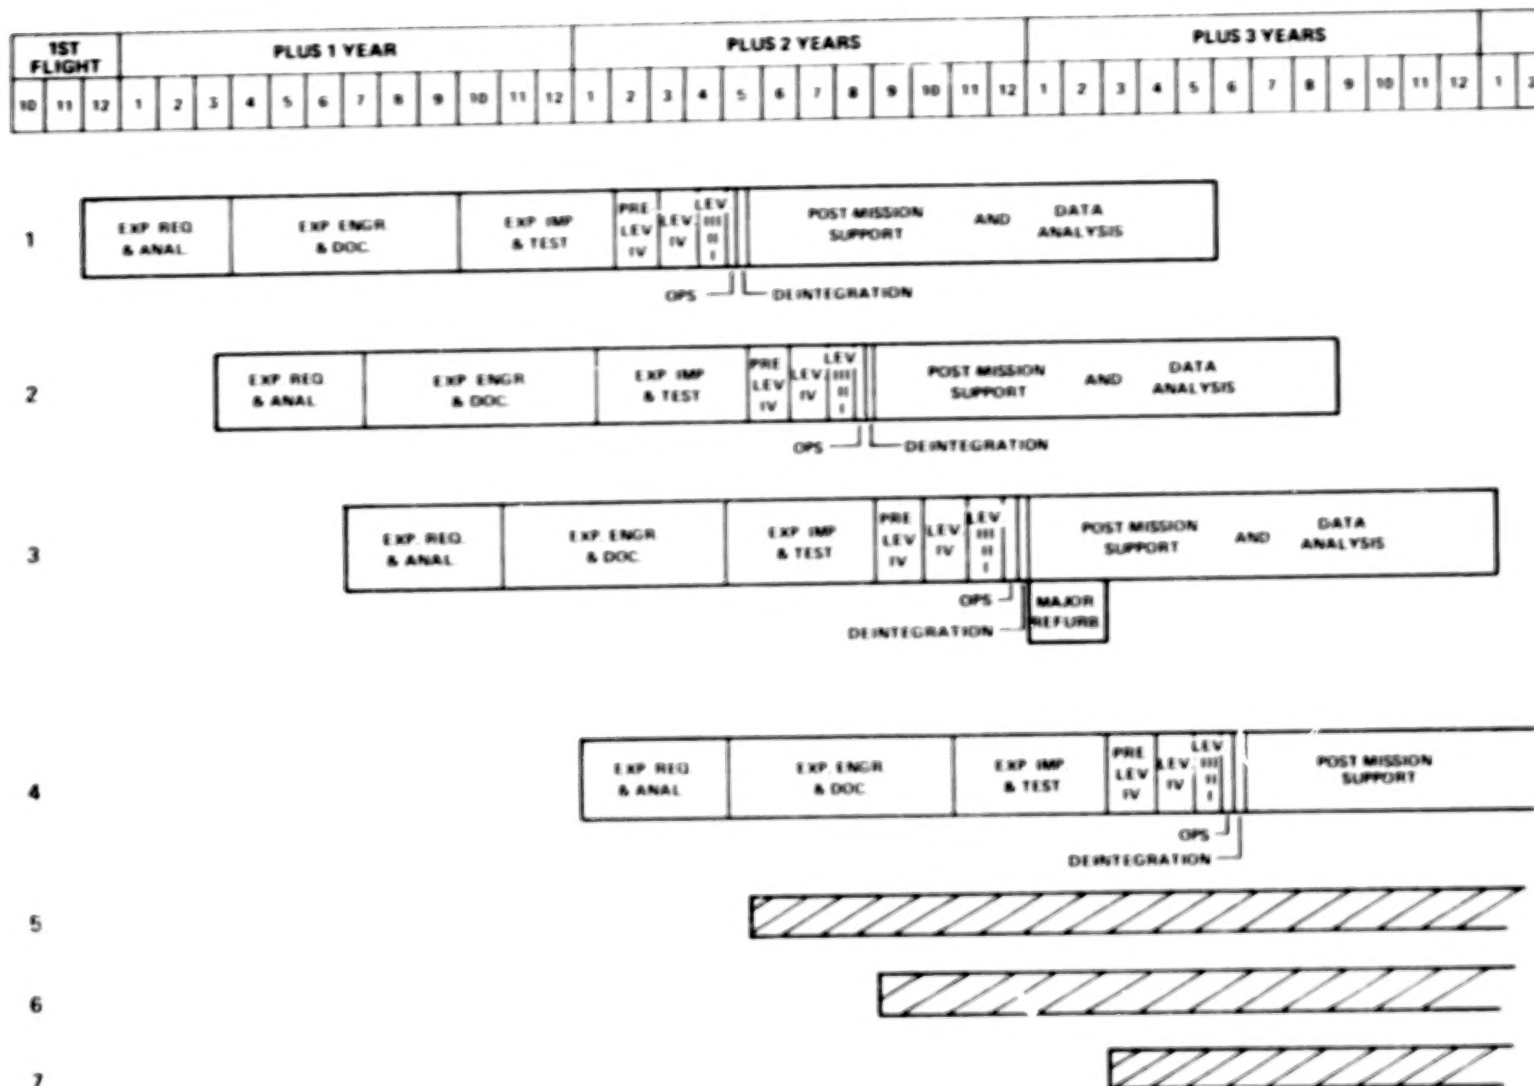 1ST FLIGHT PLUS 1 YEAR PLUS 2 YEARS PLUS 3 YEARS
10 11 12 1 2 3 4 5 6 7 8 9 10 11 12 1 2 3 4 5 6 7 8 9 10 11 12 1 2 3 4 5 6 7 8 9 10 11 12 1 2
1
EXP REQ
& ANAL
EXP ENGR
& DOC.
EXP IMP
& TEST
PRE
LEV
IV
LEV.
IV
LEV
III
II
I
POST MISSION
SUPPORT
AND
DATA
ANALYSIS
OPS
DEINTEGRATION
2
EXP REQ
& ANAL
EXP ENGR
& DOC
EXP IMP
& TEST
PRE
LEV
IV
LEV.
IV
LEV
III
II
I
POST MISSION
SUPPORT
AND
DATA
ANALYSIS
OPS
DEINTEGRATION
3
EXP. REQ.
& ANAL
EXP ENGR
& DOC
EXP IMP
& TEST
PRE
LEV
IV
LEV
IV
LEV
III
II
I
POST MISSION
SUPPORT
AND
DATA
ANALYSIS
OPS
DEINTEGRATION
MAJOR
REFURB
4
EXP REQ
& ANAL
EXP. ENGR
& DOC
EXP IMP
& TEST
PRE
LEV
IV
LEV.
IV
LEV
III
II
I
POST MISSION
SUPPORT
OPS
DEINTEGRATION
5
6
7